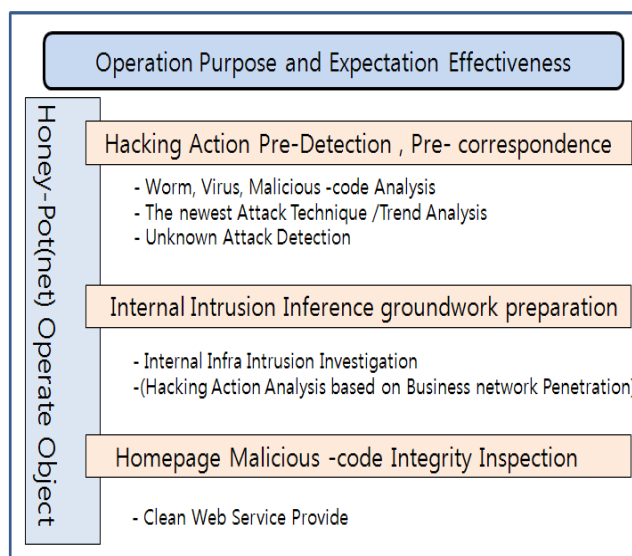 Operation Purpose and Expectation Effectiveness
Honey-Pot(net) Operate Object
Hacking Action Pre-Detection , Pre- correspondence
- Worm, Virus, Malicious -code Analysis
- The newest Attack Technique /Trend Analysis
- Unknown Attack Detection
Internal Intrusion Inference groundwork preparation
- Internal Infra Intrusion Investigation
-(Hacking Action Analysis based on Business network Penetration)
Homepage Malicious -code Integrity Inspection
- Clean Web Service Provide